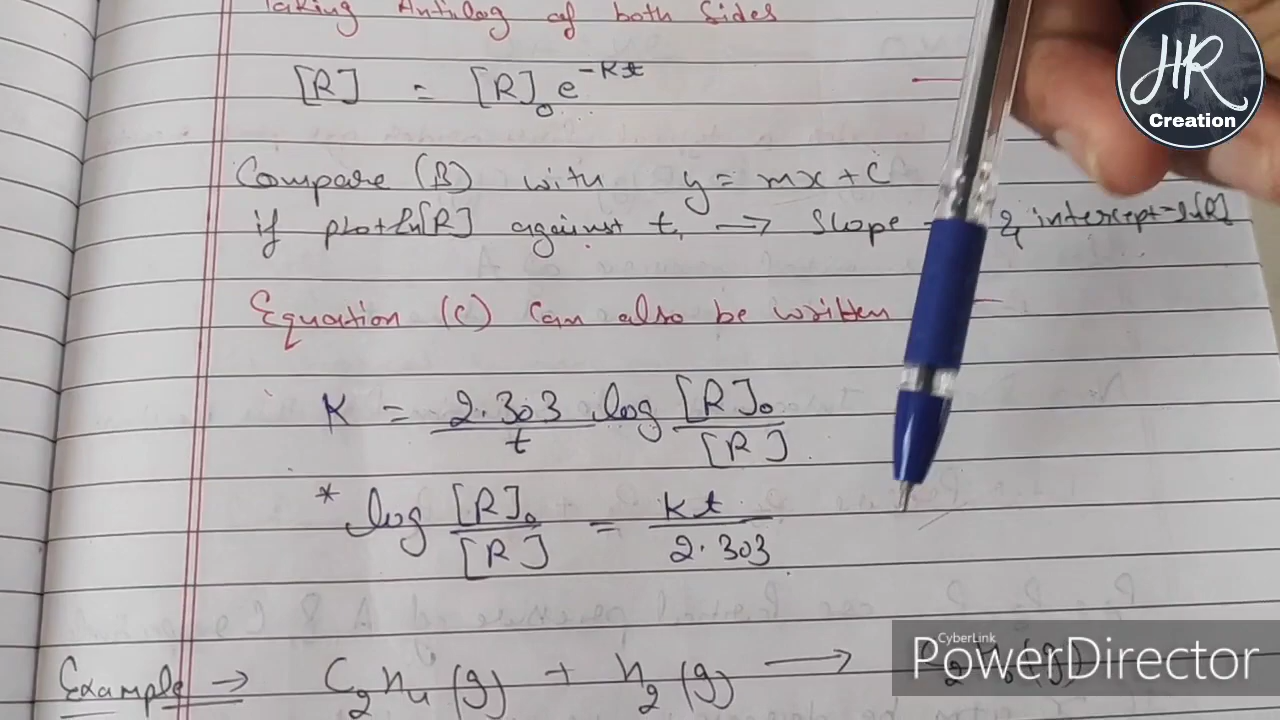 Taking Antilog of both Sides
HR
Creation
[R] = [R]₀ e^-Kt
Compare (B) with y = mx + C
if plot ln[R] against t, → Slope = & intercept = ln[R]
Equation (C) Can also be written
K = 2.303/t log [R]₀/[R]
* log [R]₀/[R] = Kt/2.303
CyberLink
PowerDirector
Example → C₂H₄(g) + H₂(g) → C₂H₆(g)